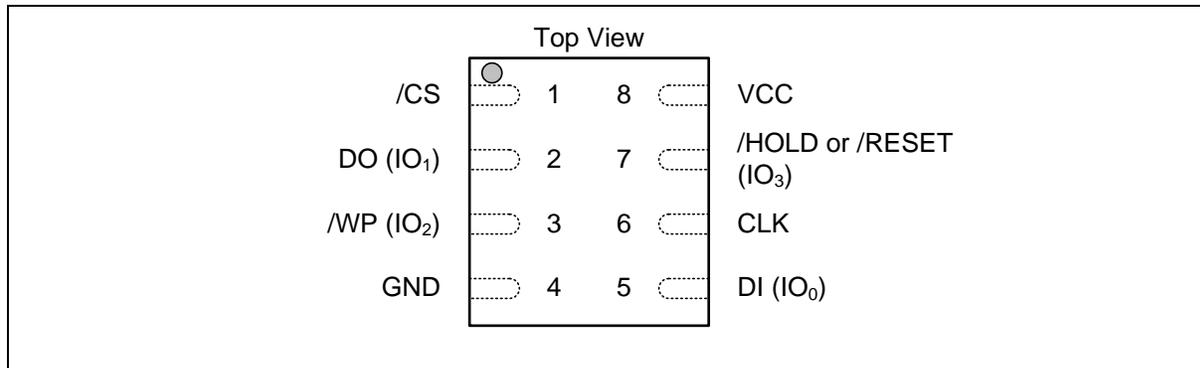 Top View
/CS 1 8 VCC
DO (IO₁) 2 7 /HOLD or /RESET
(IO₃)
/WP (IO₂) 3 6 CLK
GND 4 5 DI (IO₀)